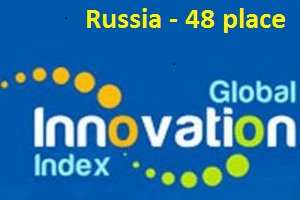 Russia - 48 place
Global
Innovation
Index